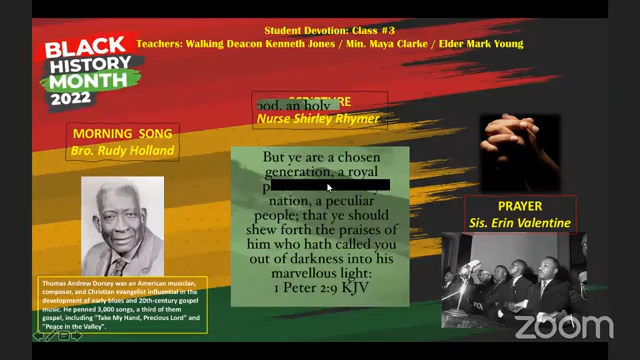 Student Devotion: Class #3
Teachers: Walking Deacon Kenneth Jones / Min. Maya Clarke / Elder Mark Young
BLACK
HISTORY
MONTH
2022
MORNING SONG
Bro. Rudy Holland
ood, an holy
RE
Nurse Shirley Rhymer
But ye are a chosen
generation, a royal
nation, a peculiar
people; that ye should
shew forth the praises of
him who hath called you
out of darkness into his
marvellous light:
1 Peter 2:9 KJV
PRAYER
Sis. Erin Valentine
Thomas Andrew Dorsey was an American musician,
composer, and Christian evangelist influential in the
development of early blues and 20th-century gospel
music. He penned 3,000 songs, a third of them
gospel, including "Take My Hand, Precious Lord" and
"Peace in the Valley".
zoom